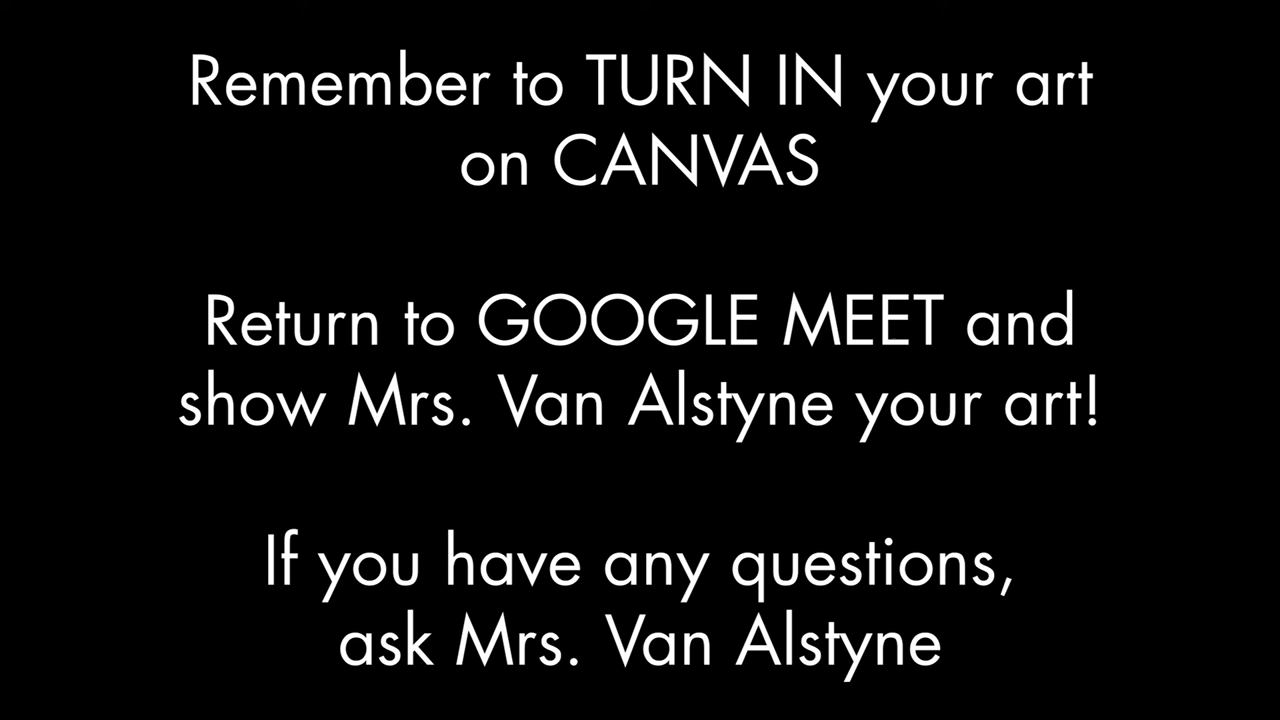 Remember to TURN IN your art
on CANVAS
Return to GOOGLE MEET and
show Mrs. Van Alstyne your art!
If you have any questions,
ask Mrs. Van Alstyne